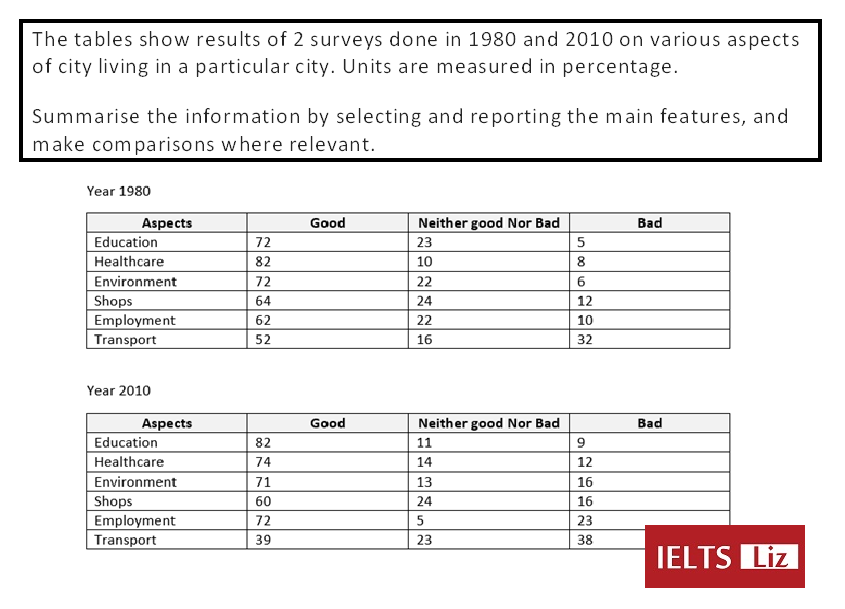 The tables show results of 2 surveys done in 1980 and 2010 on various aspects
of city living in a particular city. Units are measured in percentage.
Summarise the information by selecting and reporting the main features, and
make comparisons where relevant.
Year 1980
Aspects Good Neither good Nor Bad Bad
Education 72 23 5
Healthcare 82 10 8
Environment 72 22 6
Shops 64 24 12
Employment 62 22 10
Transport 52 16 32
Year 2010
Aspects Good Neither good Nor Bad Bad
Education 82 11 9
Healthcare 74 14 12
Environment 71 13 16
Shops 60 24 16
Employment 72 5 23
Transport 39 23 38
IELTS Liz